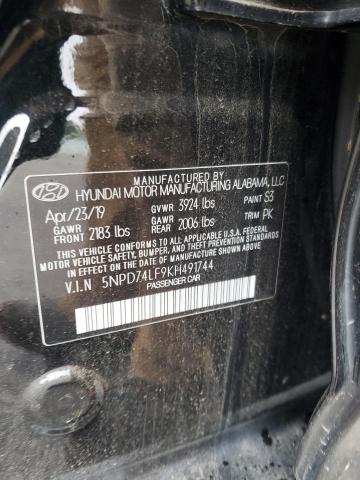 MANUFACTURED BY
HYUNDAI MOTOR MANUFACTURING ALABAMA, LLC
Apr/23/19 GVWR 3924 lbs PAINT S3
GAWR FRONT 2183 lbs GAWR REAR 2006 lbs TRIM PK
THIS VEHICLE CONFORMS TO ALL APPLICABLE U.S.A. FEDERAL
MOTOR VEHICLE SAFETY, BUMPER, AND THEFT PREVENTION
STANDARDS IN EFFECT ON THE DATE OF MANUFACTURE
SHOWN ABOVE.
V.I.N 5NPD74LF9KH491744
PASSENGER CAR